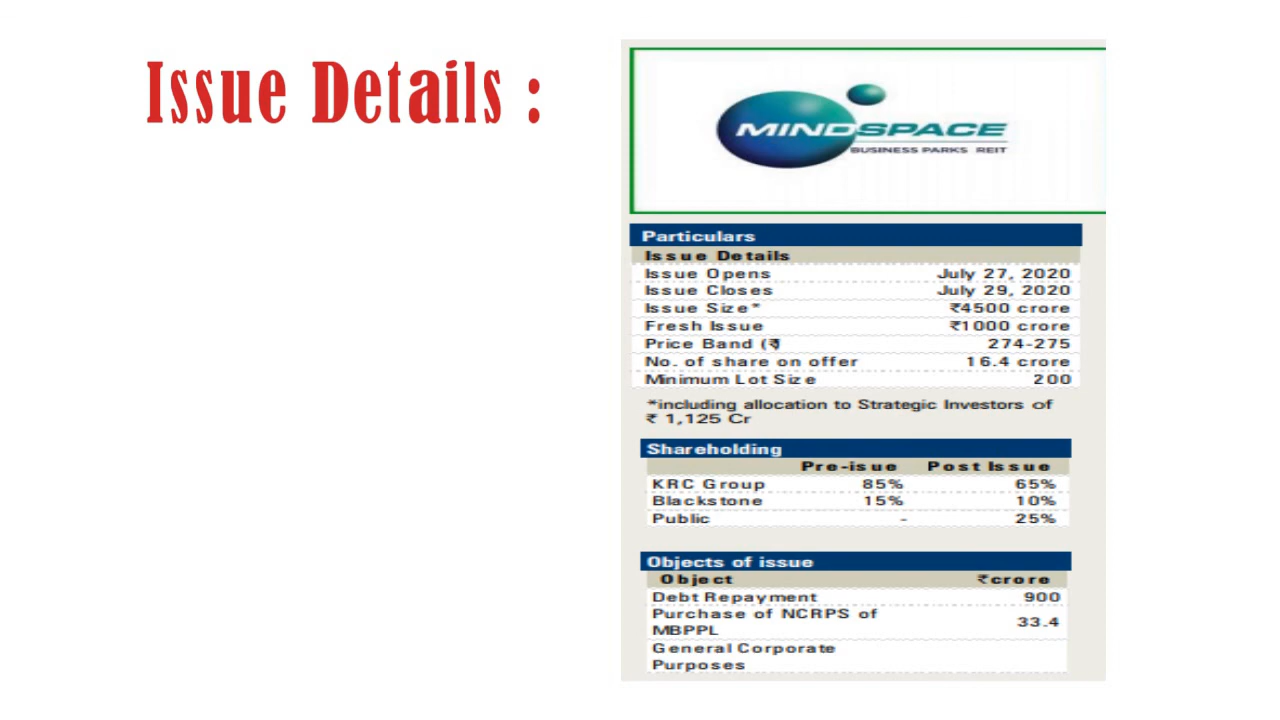 Issue Details :
MINDSPACE
BUSINESS PARKS REIT
Particulars
Issue Details
Issue Opens July 27, 2020
Issue Closes July 29, 2020
Issue Size* ₹4500 crore
Fresh Issue ₹1000 crore
Price Band (₹) 274-275
No. of share on offer 16.4 crore
Minimum Lot Size 200
*including allocation to Strategic Investors of
₹ 1,125 Cr
Shareholding
Pre-isue Post Issue
KRC Group 85% 65%
Blackstone 15% 10%
Public - 25%
Objects of issue
Object ₹crore
Debt Repayment 900
Purchase of NCRPS of
MBPPL 33.4
General Corporate
Purposes